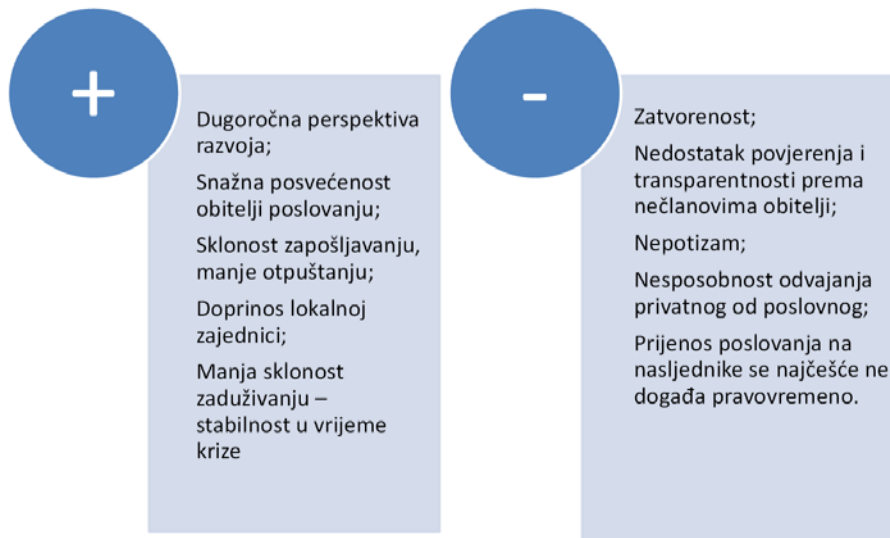 +
Dugoročna perspektiva
razvoja;
Snažna posvećenost
obitelji poslovanju;
Sklonost zapošljavanju,
manje otpuštanju;
Doprinos lokalnoj
zajednici;
Manja sklonost
zaduživanju –
stabilnost u vrijeme
krize
-
Zatvorenost;
Nedostatak povjerenja i
transparentnosti prema
nečlanovima obitelji;
Nepotizam;
Nesposobnost odvajanja
privatnog od poslovnog;
Prijenos poslovanja na
nasljednike se najčešće ne
događa pravovremeno.